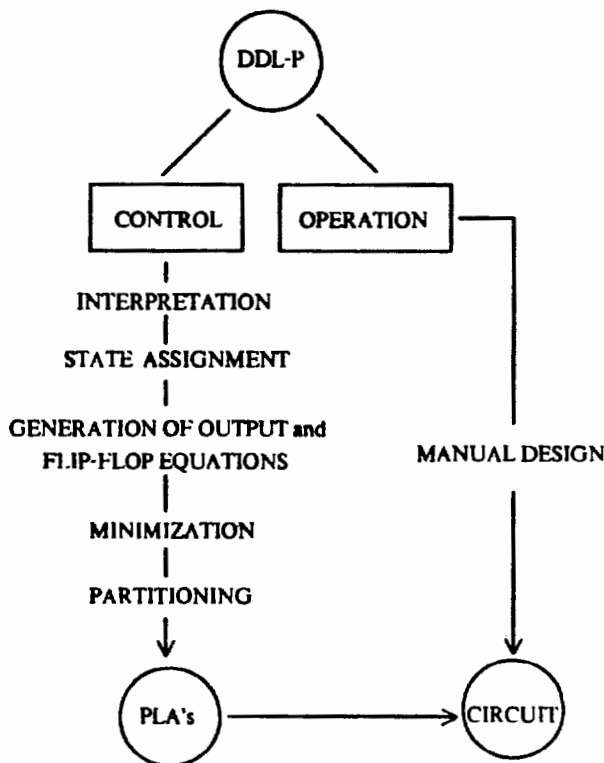 DDL-P
CONTROL
OPERATION
INTERPRETATION
STATE ASSIGNMENT
GENERATION OF OUTPUT and
FLIP-FLOP EQUATIONS
MANUAL DESIGN
MINIMIZATION
PARTITIONING
PLA's
CIRCUIT